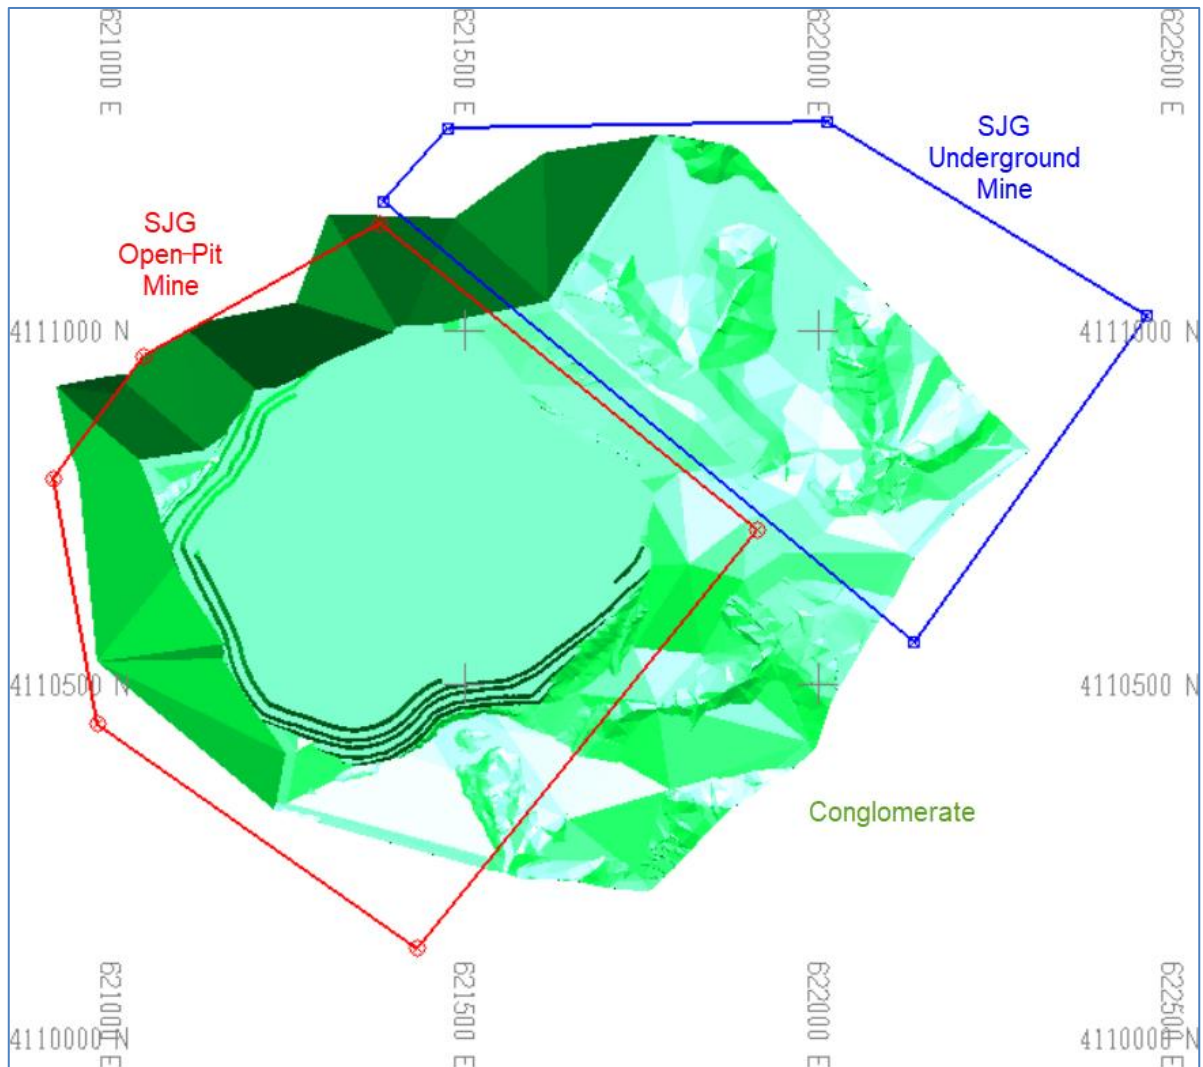 621000 E
621500 E
622000 E
622500 E
SJG
Underground
Mine
SJG
Open-Pit
Mine
4111000 N
4111000 N
4110500 N
4110500 N
Conglomerate
621000 E
621500 E
622000 E
622500 E
4110000 N
4110000 N